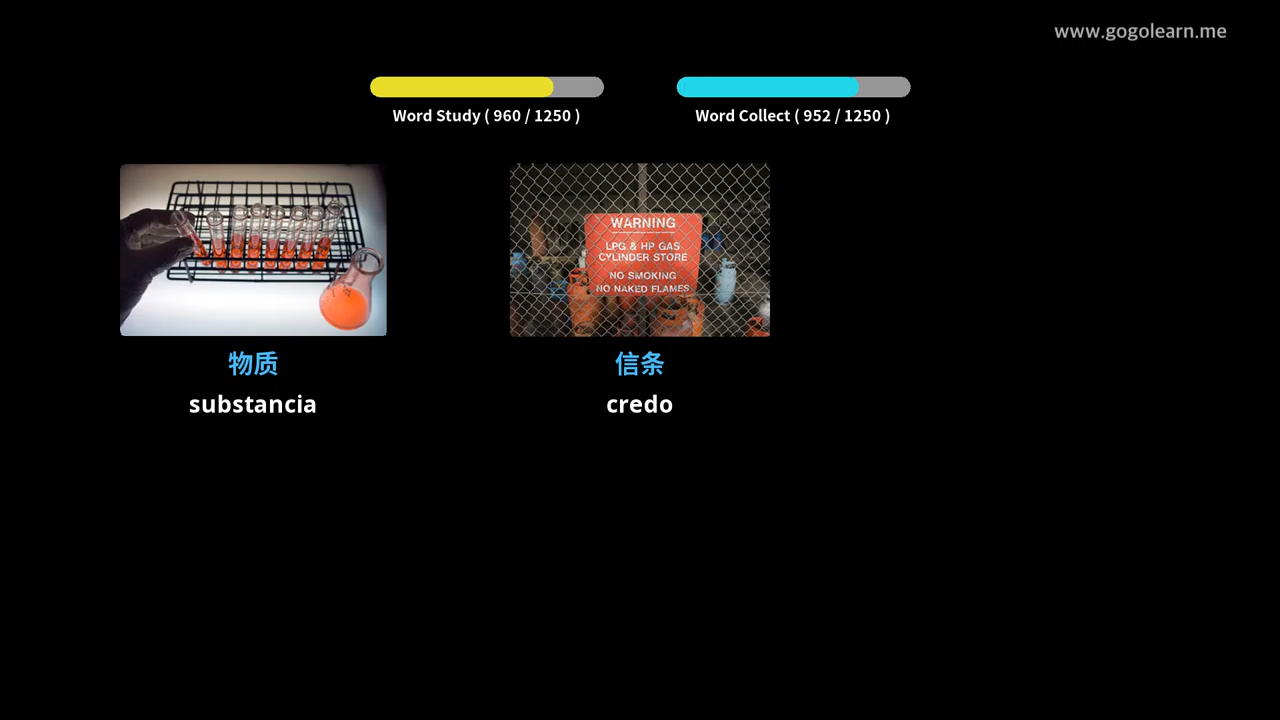 www.gogolearn.me
Word Study ( 960 / 1250 )
Word Collect ( 952 / 1250 )
WARNING
LPG & HP GAS
CYLINDER STORE
NO SMOKING
NO NAKED FLAMES
物质
信条
substancia
credo